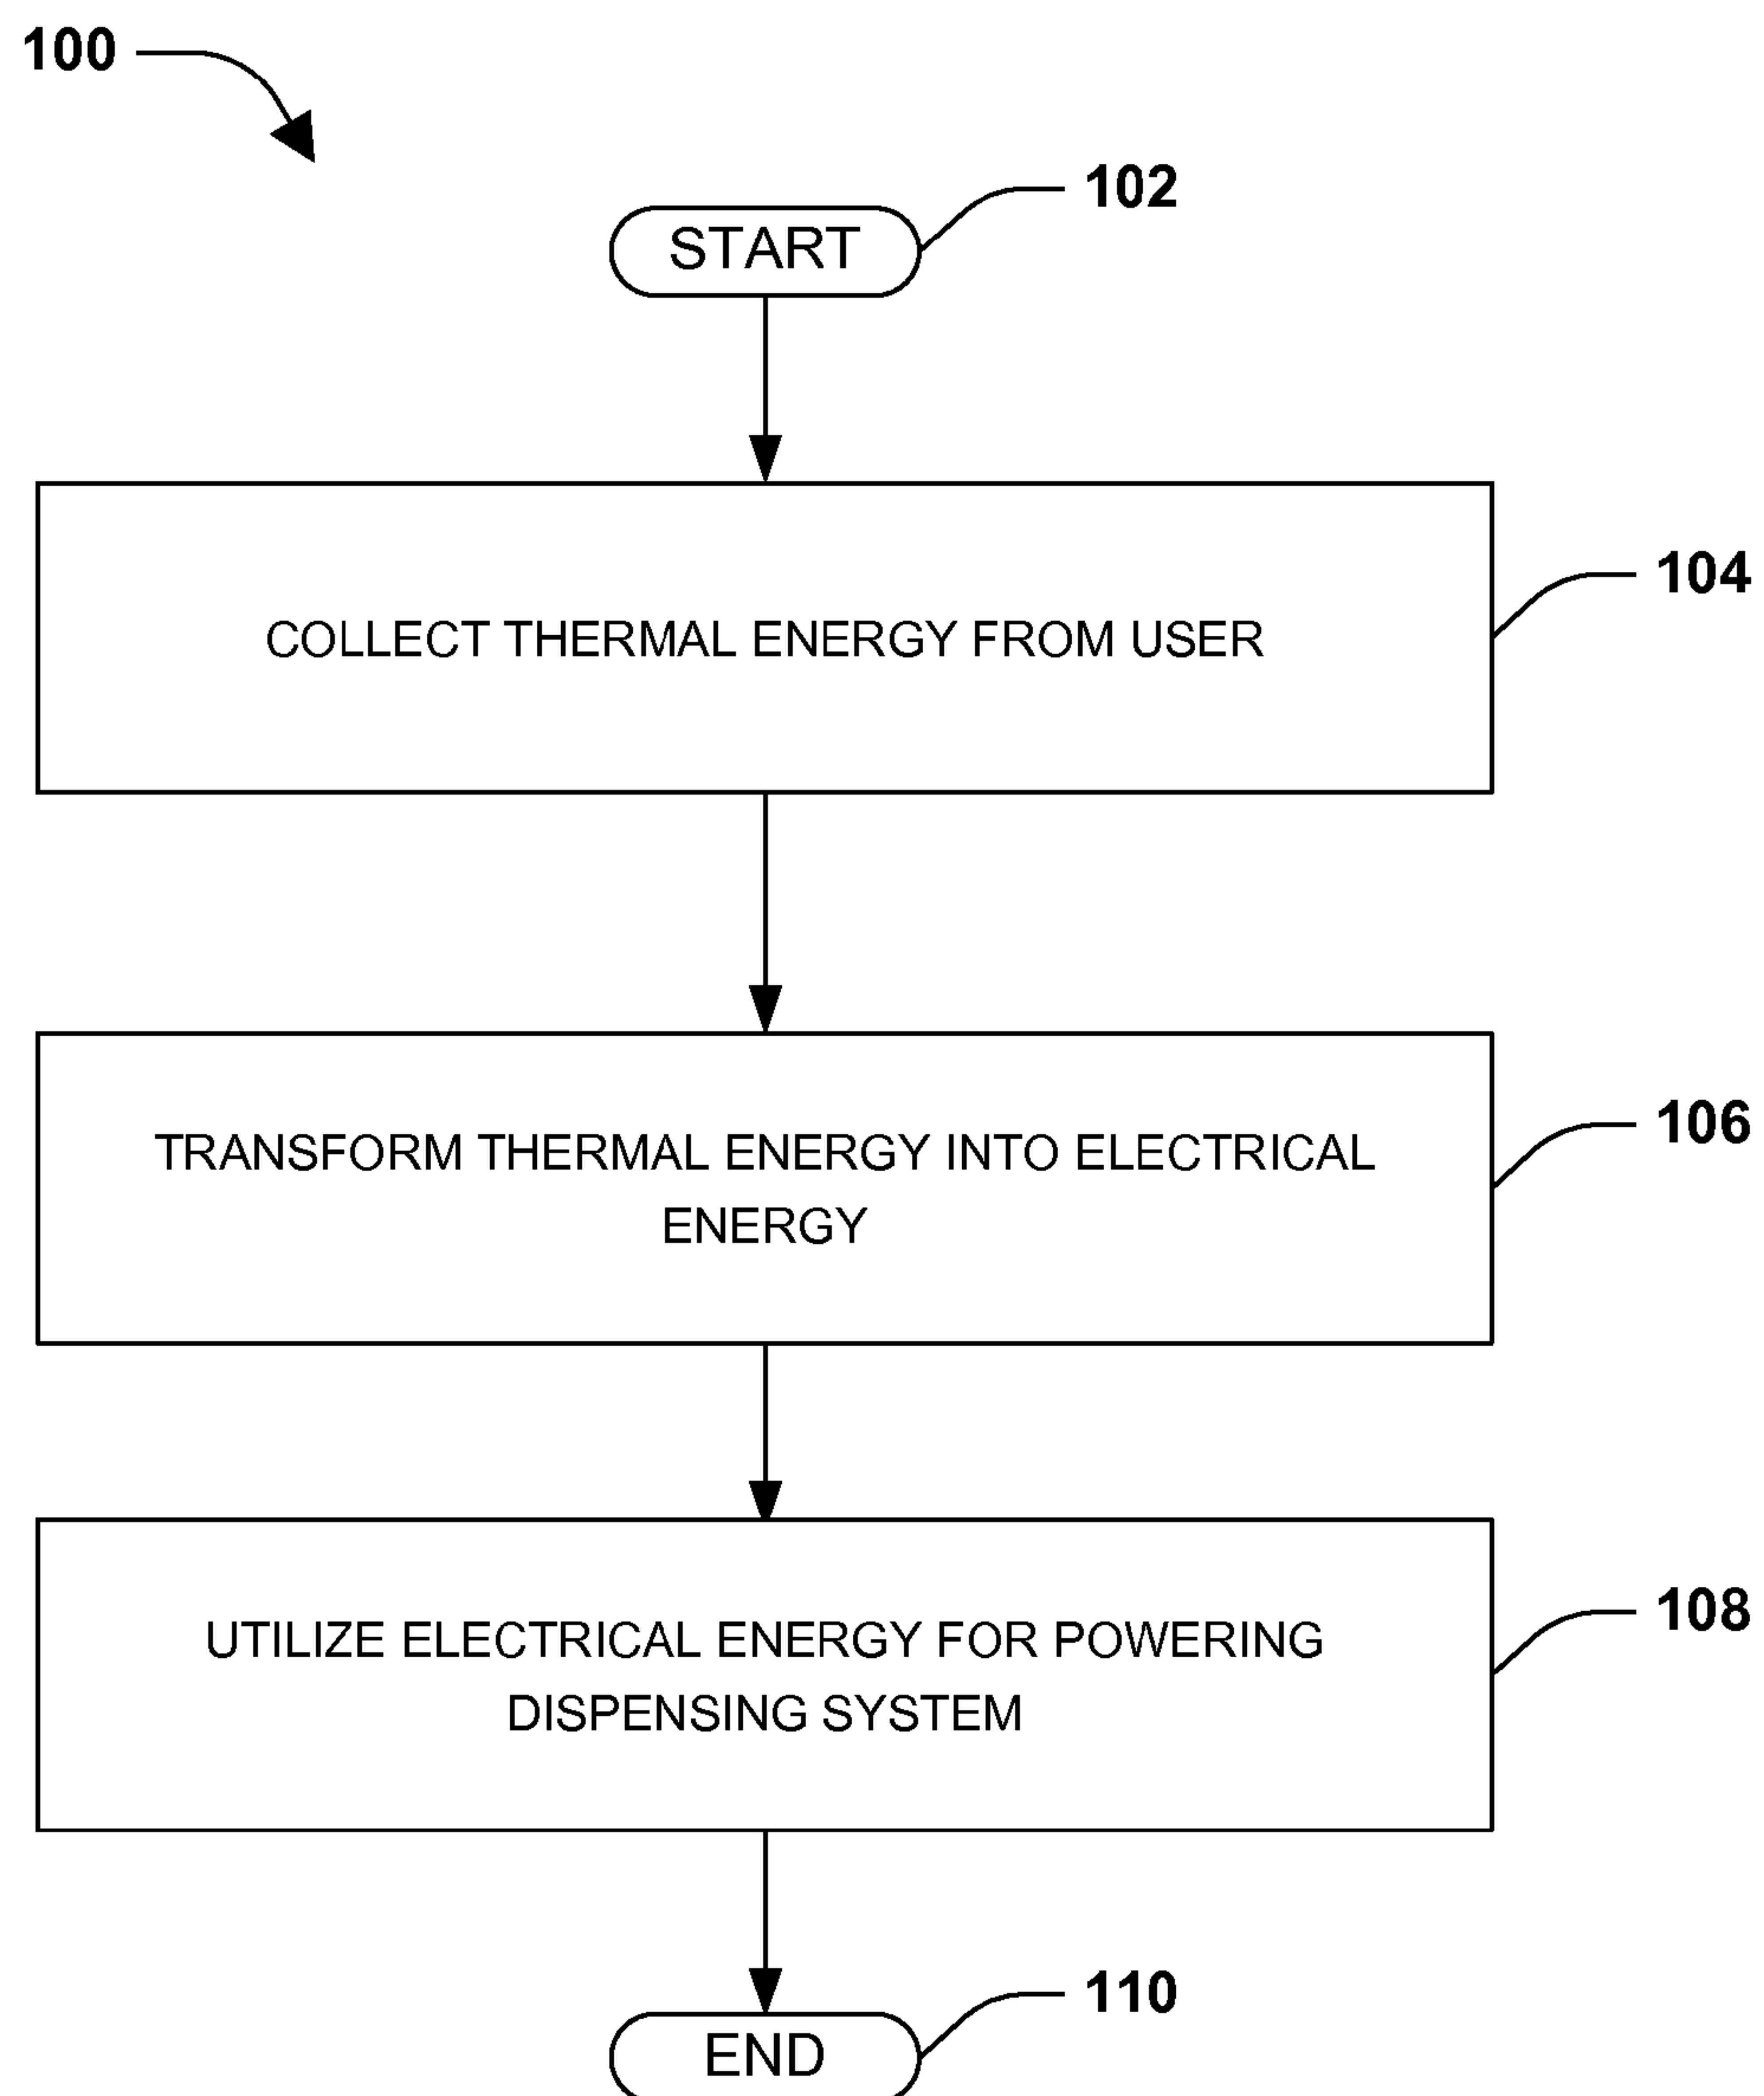 100
102
START
104
COLLECT THERMAL ENERGY FROM USER
106
TRANSFORM THERMAL ENERGY INTO ELECTRICAL
ENERGY
108
UTILIZE ELECTRICAL ENERGY FOR POWERING
DISPENSING SYSTEM
110
END